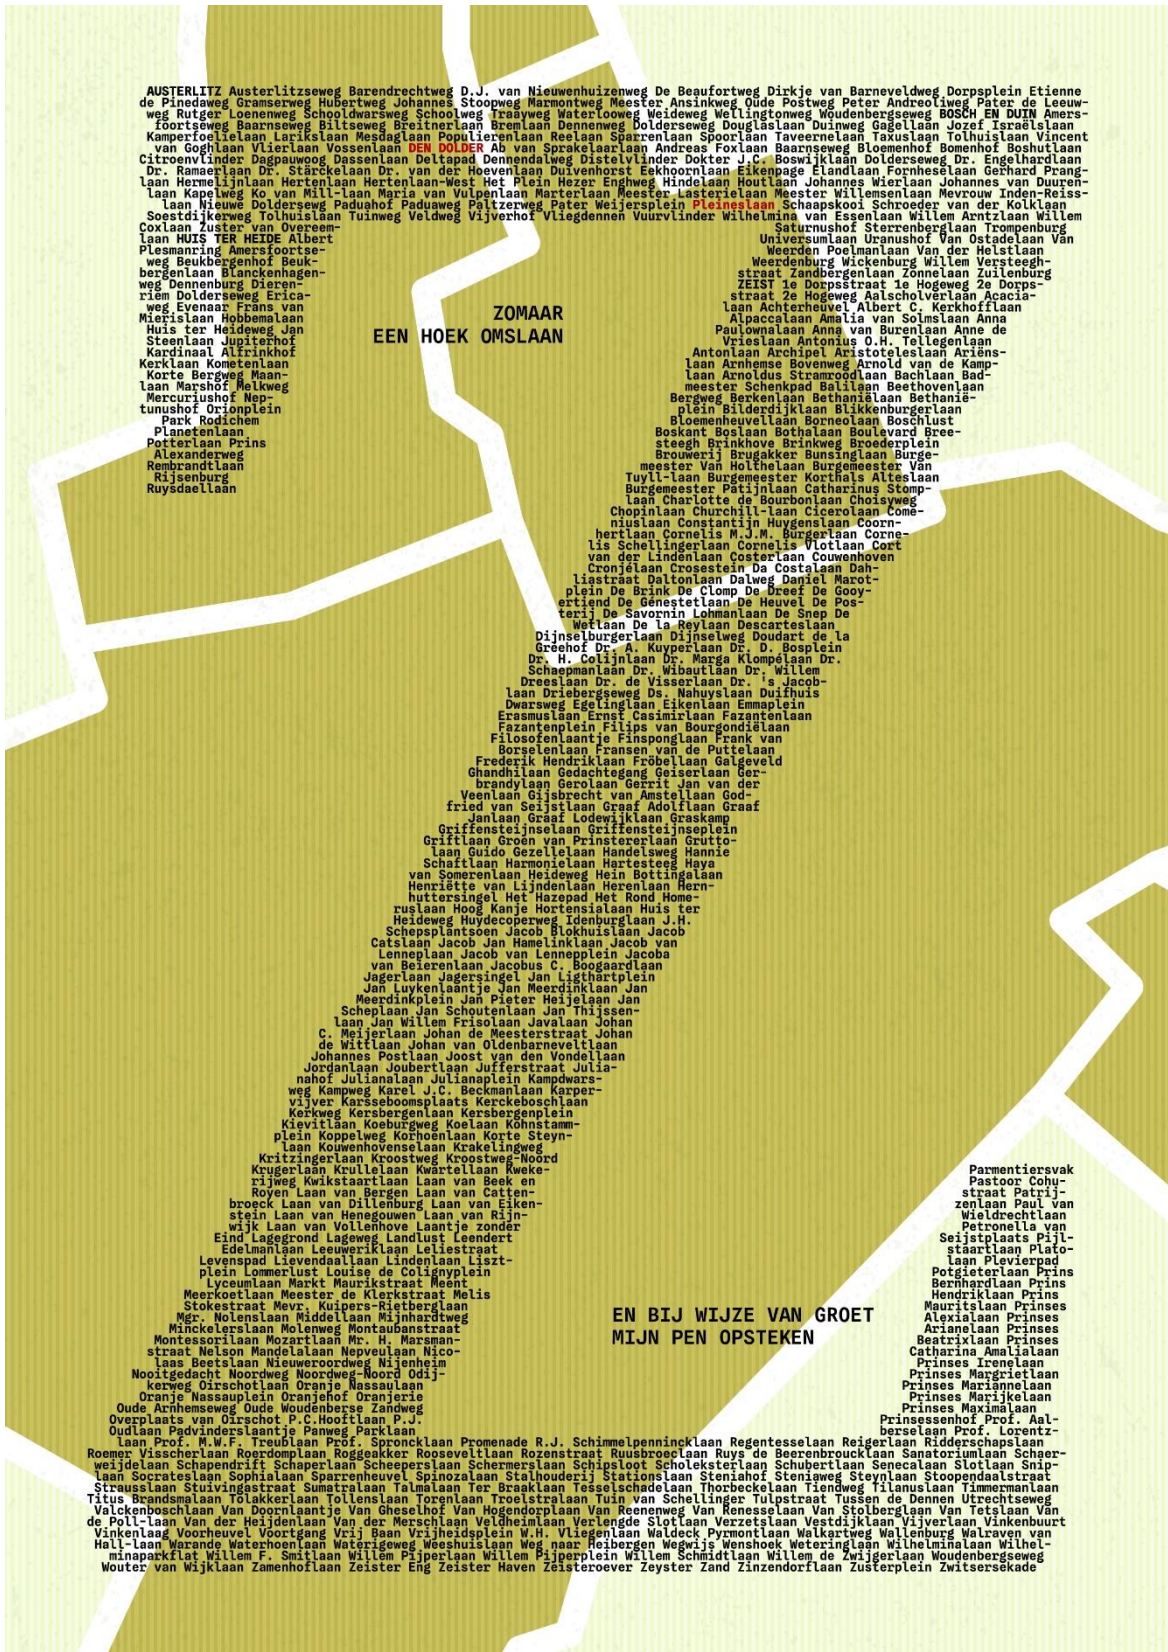 AUSTERLITZ Austerlitzseweg Barendrechtweg D.J. van Nieuwenhuizenweg De Beaufortweg Dirkje van Barneveldweg Dorpsplein Etienne
de Pinedaweg Gramserweg Hubertweg Johannes Stoopweg Marmontweg Meester Ansinkweg Oude Postweg Peter Andreoliweg Pater de Leeuw-
weg Rutger Loenenweg Schooldwarsweg Schoolweg Traayweg Waterlooweg Weideweg Wellingtonweg Woudenbergseweg BOSCH EN DUIN Amers-
foortseweg Baarnseweg Biltseweg Breitnerlaan Bremlaan Dennenweg Dolderseweg Douglaslaan Duinweg Gagellaan Jozef Israëlslaan
Kamperfoelielaan Larikslaan Mesdaglaan Populierenlaan Reelaan Sparrenlaan Spoorlaan Taveernelaan Taxuslaan Tolhuislaan Vincent
van Goghlaan Vlierlaan Vossenlaan DEN DOLDER Ab van Sprakelaarlaan Andreas Foxlaan Baarnseweg Bloemenhof Bomenhof Boshutlaan
Citroenvlinder Dagpauwoog Dassenlaan Deltapad Dennendalweg Distelvlinder Dokter J.C. Boswijklaan Dolderseweg Dr. Engelhardlaan
Dr. Ramaerlaan Dr. Stärckelaan Dr. van der Hoevenlaan Duivenhorst Eekhoornlaan Eikenpage Elandlaan Fornheselaan Gerhard Prang-
laan Hermelijnlaan Hertenlaan Hertenlaan-West Het Plein Hezer Enghweg Hindelaan Houtlaan Johannes Wierlaan Johannes van Duuren-
laan Kapelweg Ko van Mill-laan Maria van Vulpenlaan Marterlaan Meester Lasterielaan Meester Willemsenlaan Mevrouw Inden-Reiss-
laan Nieuwe Dolderseweg Paduahof Paduaweg Paltzerweg Pater Weijersplein Pleineslaan Schaapskooi Schroeder van der Kolklaan
Soestdijkerweg Tolhuislaan Tuinweg Veldweg Vijverhof Vliegdennen Vuurvlinder Wilhelmina van Essenlaan Willem Arntzlaan Willem
Coxlaan Zuster van Overeem-
laan HUIS TER HEIDE Albert
Plesmanring Amersfoortse-
weg Beukbergenhof Beuk-
bergenlaan Blanckenhagen-
weg Dennenburg Dieren-
riem Dolderseweg Erica-
weg Evenaar Frans van
Mierislaan Hobbemalaan
Huis ter Heideweg Jan
Steenlaan Jupiterhof
Kardinaal Alfrinkhof
Kerklaan Kometenlaan
Korte Bergweg Maan-
laan Marshof Melkweg
Mercuriushof Nep-
tunushof Orionplein
Park Rodichem
Planetenlaan
Potterlaan Prins
Alexanderweg
Rembrandtlaan
Rijsenburg
Ruysdaellaan
ZOMAAR
EEN HOEK OMSLAAN
Saturnushof Sterrenberglaan Trompenburg
Universumlaan Uranushof Van Ostadelaan Van
Weerden Poelmanlaan Van der Helstlaan
Weerdenburg Wickenburg Willem Versteegh-
straat Zandbergenlaan Zonnelaan Zuilenburg
ZEIST 1e Dorpsstraat 1e Hogeweg 2e Dorps-
straat 2e Hogeweg Aalscholverlaan Acacia-
laan Achterheuvel Albert C. Kerkhofflaan
Alpaccalaan Amalia van Solmslaan Anna
Paulownalaan Anna van Burenlaan Anne de
Vrieslaan Antonius O.H. Tellegenlaan
Antonlaan Archipel Aristoteleslaan Ariëns-
laan Arnhemse Bovenweg Arnold van de Kamp-
laan Arnoldus Stramroodlaan Bachlaan Bad-
meester Schenkpad Balilaan Beethovenlaan
Bergweg Berkenlaan Bethaniëlaan Bethanië-
plein Bilderdijklaan Blikkenburgerlaan
Bloemenheuvellaan Borneolaan Boschlust
Boskant Boslaan Bothalaan Boulevard Bree-
steegh Brinkhove Brinkweg Broederplein
Brouwerij Brugakker Bunsinglaan Burge-
meester Van Holthelaan Burgemeester Van
Tuyll-laan Burgemeester Korthals Alteslaan
Burgemeester Patijnlaan Catharinus Stomp-
laan Charlotte de Bourbonlaan Choisyweg
Chopinlaan Churchill-laan Cicerolaan Come-
niuslaan Constantijn Huygenslaan Coorn-
hertlaan Cornelis M.J.M. Bürgerlaan Corne-
lis Schellingerlaan Cornelis Vlotlaan Cort
van der Lindenlaan Costerlaan Couwenhoven
Cronjélaan Crosestein Da Costalaan Dah-
liastraat Daltonlaan Dalweg Daniel Marot-
plein De Brink De Clomp De Dreef De Gooy-
ertiend De Génestetlaan De Heuvel De Pos-
terij De Savornin Lohmanlaan De Snep De
Wetlaan De la Reylaan Descarteslaan
Dijnselburgerlaan Dijnselweg Doudart de la
Greehof Dr. A. Kuyperlaan Dr. D. Bosplein
Dr. H. Colijnlaan Dr. Marga Klompélaan Dr.
Schaepmanlaan Dr. Wibautlaan Dr. Willem
Dreeslaan Dr. de Visserlaan Dr. 's Jacob-
laan Driebergseweg Ds. Nahuyslaan Duifhuis
Dwarsweg Egelinglaan Eikenlaan Emmaplein
Erasmuslaan Ernst Casimirlaan Fazantenlaan
Fazantenplein Filips van Bourgondiëlaan
Filosofenlaantje Finsponglaan Frank van
Borselenlaan Fransen van de Puttelaan
Frederik Hendriklaan Fröbellaan Galgeveld
Ghandhilaan Gedachtegang Geiserlaan Ger-
brandylaan Gerolaan Gerrit Jan van der
Veenlaan Gijsbrecht van Amstellaan God-
fried van Seijstlaan Graaf Adolflaan Graaf
Janlaan Graaf Lodewijklaan Graskamp
Griffensteijnselaan Griffensteijnseplein
Griftlaan Groen van Prinstererlaan Grutto-
laan Guido Gezellelaan Handelsweg Hannie
Schaftlaan Harmonielaan Hartesteeg Haya
van Somerenlaan Heideweg Hein Bottingalaan
Henriëtte van Lijndenlaan Herenlaan Hern-
huttersingel Het Hazepad Het Rond Home-
ruslaan Hoog Kanje Hortensialaan Huis ter
Heideweg Huydecoperweg Idenburglaan J.H.
Schepsplantsoen Jacob Blokhuislaan Jacob
Catslaan Jacob Jan Hamelinklaan Jacob van
Lenneplaan Jacob van Lennepplein Jacoba
van Beierenlaan Jacobus C. Boogaardlaan
Jagerlaan Jagersingel Jan Ligthartplein
Jan Luykenlaantje Jan Meerdinklaan Jan
Meerdinkplein Jan Pieter Heijelaan Jan
Scheplaan Jan Schoutenlaan Jan Thijssen-
laan Jan Willem Frisolaan Javalaan Johan
C. Meijerlaan Johan de Meesterstraat Johan
de Wittlaan Johan van Oldenbarneveltlaan
Johannes Postlaan Joost van den Vondellaan
Jordanlaan Joubertlaan Jufferstraat Julia-
nahof Julianalaan Julianaplein Kampdwars-
weg Kampweg Karel J.C. Beckmanlaan Karper-
vijver Karsseboomsplaats Kerckeboschlaan
Kerkweg Kersbergenlaan Kersbergenplein
Kievitlaan Koeburgweg Koelaan Kohnstamm-
plein Koppelweg Korhoenlaan Korte Steyn-
laan Kouwenhovenselaan Krakelingweg
Kritzingerlaan Kroostweg Kroostweg-Noord
Krugerlaan Krullelaan Kwartellaan Kweke-
rijweg Kwikstaartlaan Laan van Beek en
Royen Laan van Bergen Laan van Catten-
broeck Laan van Dillenburg Laan van Eiken-
stein Laan van Henegouwen Laan van Rijn-
wijk Laan van Vollenhove Laantje zonder
Eind Lagegrond Lageweg Landlust Leendert
Edelmanlaan Leeuweriklaan Leliestraat
Levenspad Lievendaallaan Lindenlaan Liszt-
plein Lommerlust Louise de Colignyplein
Lyceumlaan Markt Maurikstraat Meent
Meerkoetlaan Meester de Klerkstraat Melis
Stokestraat Mevr. Kuipers-Rietberglaan
Mgr. Nolenslaan Middellaan Mijnhardtweg
Minckelerslaan Molenweg Montaubanstraat
Montessorilaan Mozartlaan Mr. H. Marsman-
straat Nelson Mandelalaan Nepveulaan Nico-
laas Beetslaan Nieuweroordweg Nijenheim
Nooitgedacht Noordweg Noordweg-Noord Odij-
kerweg Oirschotlaan Oranje Nassaulaan
Oranje Nassauplein Oranjehof Oranjerie
Oude Arnhemseweg Oude Woudenberse Zandweg
Overplaats van Oirschot P.C.Hooftlaan P.J.
Oudlaan Padvinderslaantje Panweg Parklaan
EN BIJ WIJZE VAN GROET
MIJN PEN OPSTEKEN
Parmentiersvak
Pastoor Cohu-
straat Patrij-
zenlaan Paul van
Wieldrechtlaan
Petronella van
Seijstplaats Pijl-
staartlaan Plato-
laan Plevierpad
Potgieterlaan Prins
Bernhardlaan Prins
Hendriklaan Prins
Mauritslaan Prinses
Alexialaan Prinses
Arianelaan Prinses
Beatrixlaan Prinses
Catharina Amalialaan
Prinses Irenelaan
Prinses Margrietlaan
Prinses Mariannelaan
Prinses Marijkelaan
Prinses Maximalaan
Prinsessenhof Prof. Aal-
berselaan Prof. Lorentz-
laan Prof. M.W.F. Treublaan Prof. Sproncklaan Promenade R.J. Schimmelpennincklaan Regentesselaan Reigerlaan Ridderschapslaan
Roemer Visscherlaan Roerdomplaan Roggeakker Rooseveltlaan Rozenstraat Ruusbroeclaan Ruys de Beerenbroucklaan Sanatoriumlaan Schaer-
weijdelaan Schapendrift Schaperlaan Scheeperslaan Schermerslaan Schipsloot Scholeksterlaan Schubertlaan Senecalaan Slotlaan Snip-
laan Socrateslaan Sophialaan Sparrenheuvel Spinozalaan Stalhouderij Stationslaan Steniahof Steniaweg Steynlaan Stoopendaalstraat
Strausslaan Stuivingastraat Sumatralaan Talmalaan Ter Braaklaan Tesselschadelaan Thorbeckelaan Tiendweg Tilanuslaan Timmermanlaan
Titus Brandsmalaan Tolakkerlaan Tollenslaan Torenlaan Troelstralaan Tuin van Schellinger Tulpstraat Tussen de Dennen Utrechtseweg
Valckenboschlaan Van Doornlaantje Van Gheselhof Van Hogendorplaan Van Reenenweg Van Renesselaan Van Stolberglaan Van Tetslaan Van
de Poll-laan Van der Heijdenlaan Van der Merschlaan Veldheimlaan Verlengde Slotlaan Verzetslaan Vestdijklaan Vijverlaan Vinkenbuurt
Vinkenlaag Voorheuvel Voortgang Vrij Baan Vrijheidsplein W.H. Vliegenlaan Waldeck Pyrmontlaan Walkartweg Wallenburg Walraven van
Hall-laan Warande Waterhoenlaan Waterigeweg Weeshuislaan Weg naar Heibergen Wegwijs Wenshoek Weteringlaan Wilhelminalaan Wilhel-
minaparkflat Willem F. Smitlaan Willem Pijperlaan Willem Pijperplein Willem Schmidtlaan Willem de Zwijgerlaan Woudenbergseweg
Wouter van Wijklaan Zamenhoflaan Zeister Eng Zeister Haven Zeisteroever Zeyster Zand Zinzendorflaan Zusterplein Zwitsersekade